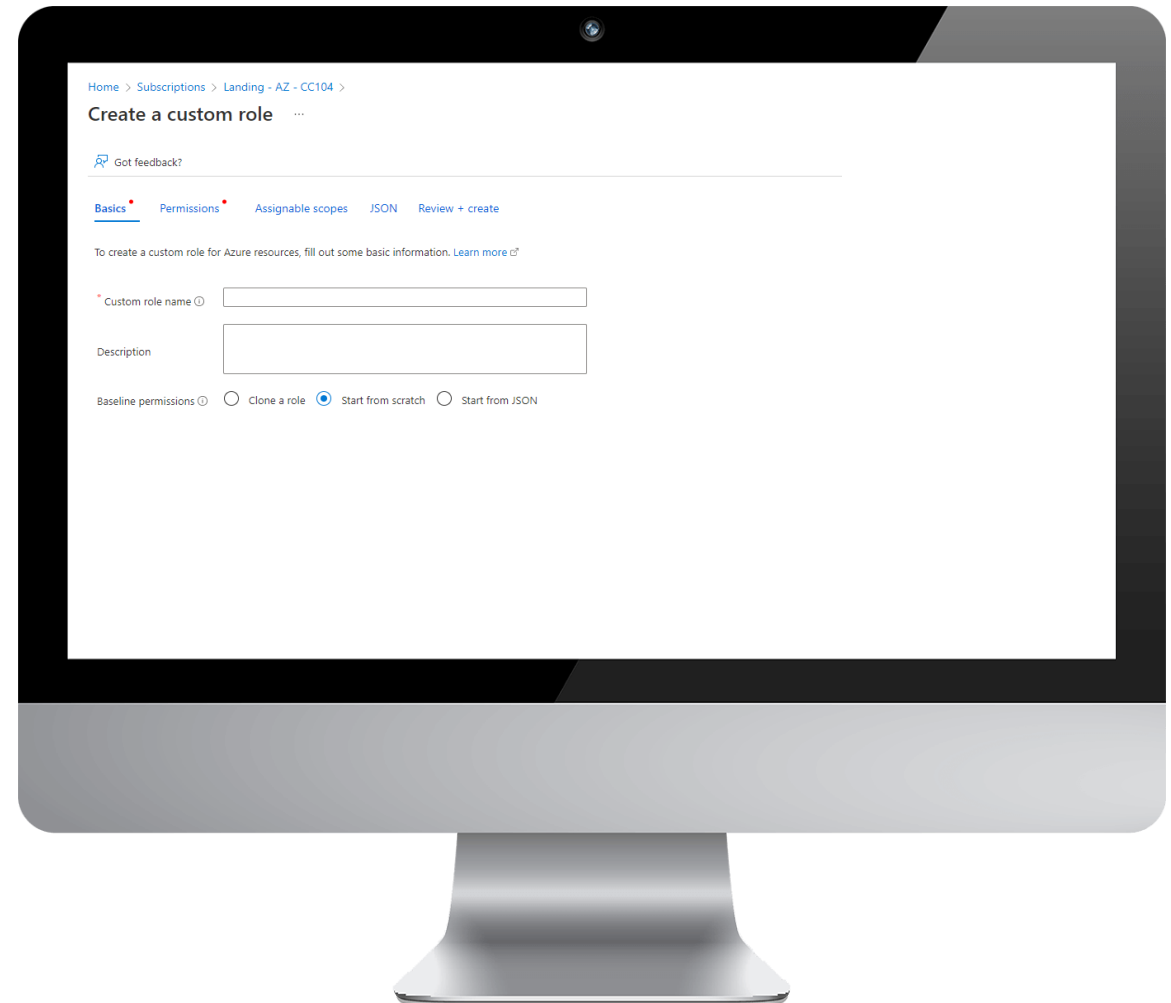 Home > Subscriptions > Landing - AZ - CC104 >
Create a custom role ...
Got feedback?
Basics Permissions Assignable scopes JSON Review + create
To create a custom role for Azure resources, fill out some basic information. Learn more
* Custom role name
Description
Baseline permissions Clone a role Start from scratch Start from JSON